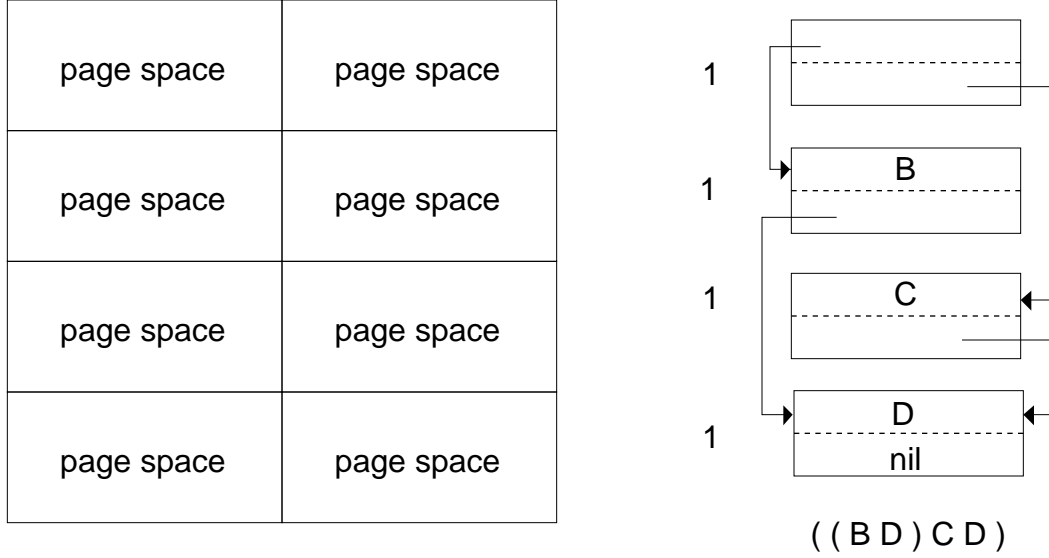 page space page space
page space page space
page space page space
page space page space
1
1 B
1 C
1 D
nil
( ( B D ) C D )